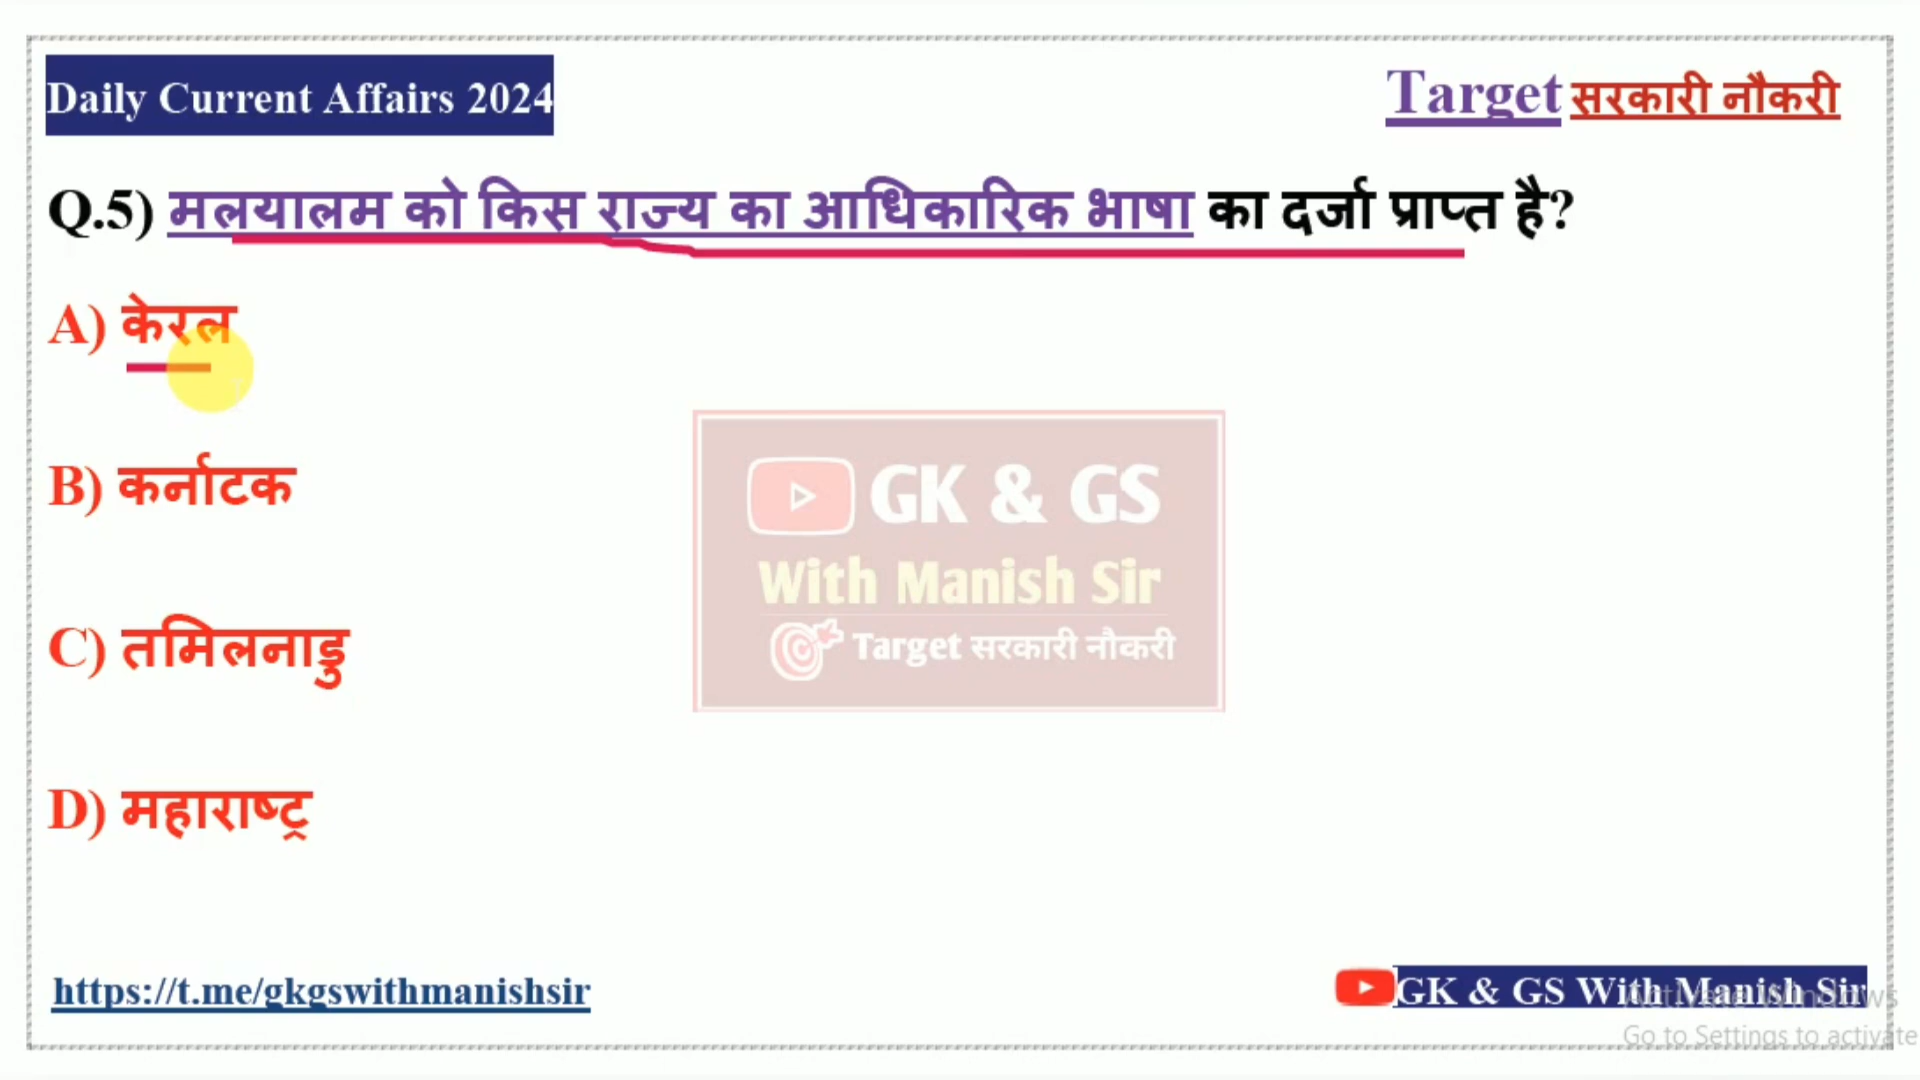 Daily Current Affairs 2024
Target सरकारी नौकरी
Q.5) मलयालम को किस राज्य का आधिकारिक भाषा का दर्जा प्राप्त है?
A) केरल
B) कर्नाटक
GK & GS
With Manish Sir
Target सरकारी नौकरी
C) तमिलनाडु
D) महाराष्ट्र
https://t.me/gkgswithmanishsir
GK & GS With Manish Sir
Activate Windows
Go to Settings to activate